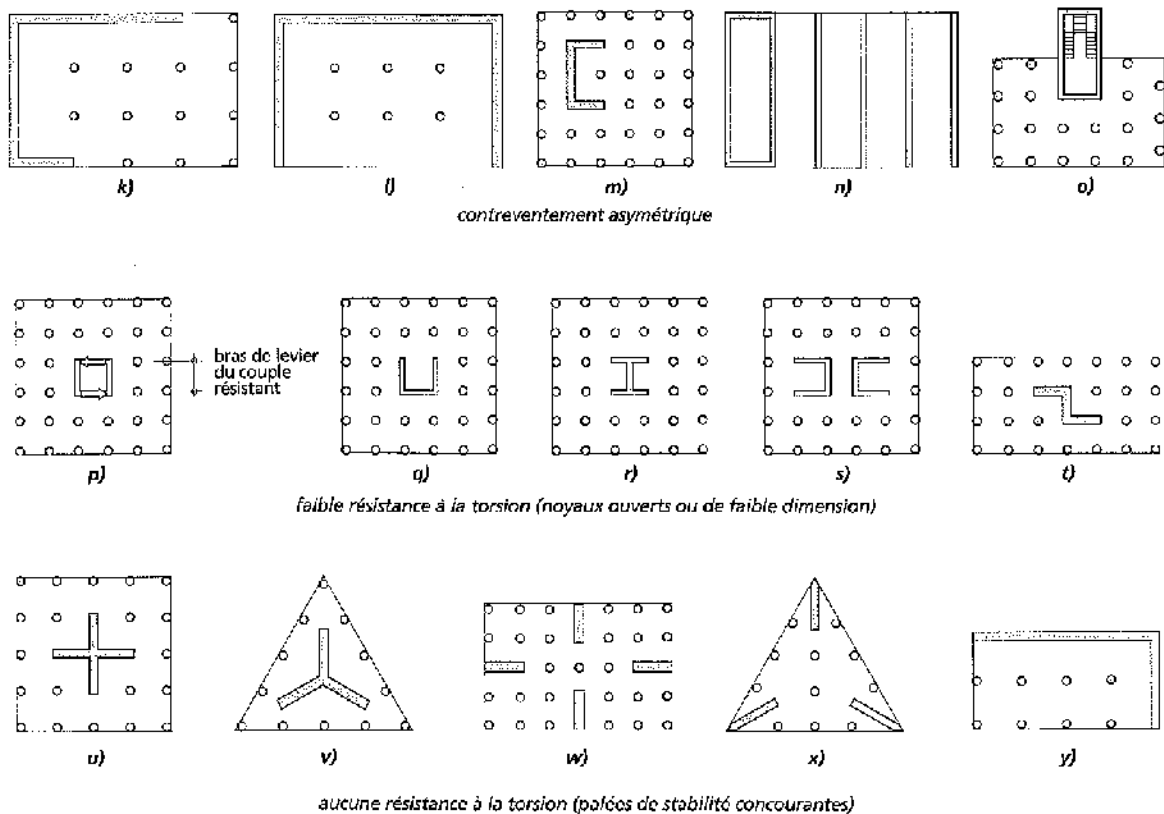 k) l) m) n) o)
contreventement asymétrique
bras de levier
du couple
résistant
p) q) r) s) t)
faible résistance à la torsion (noyaux ouverts ou de faible dimension)
u) v) w) x) y)
aucune résistance à la torsion (palées de stabilité concourantes)